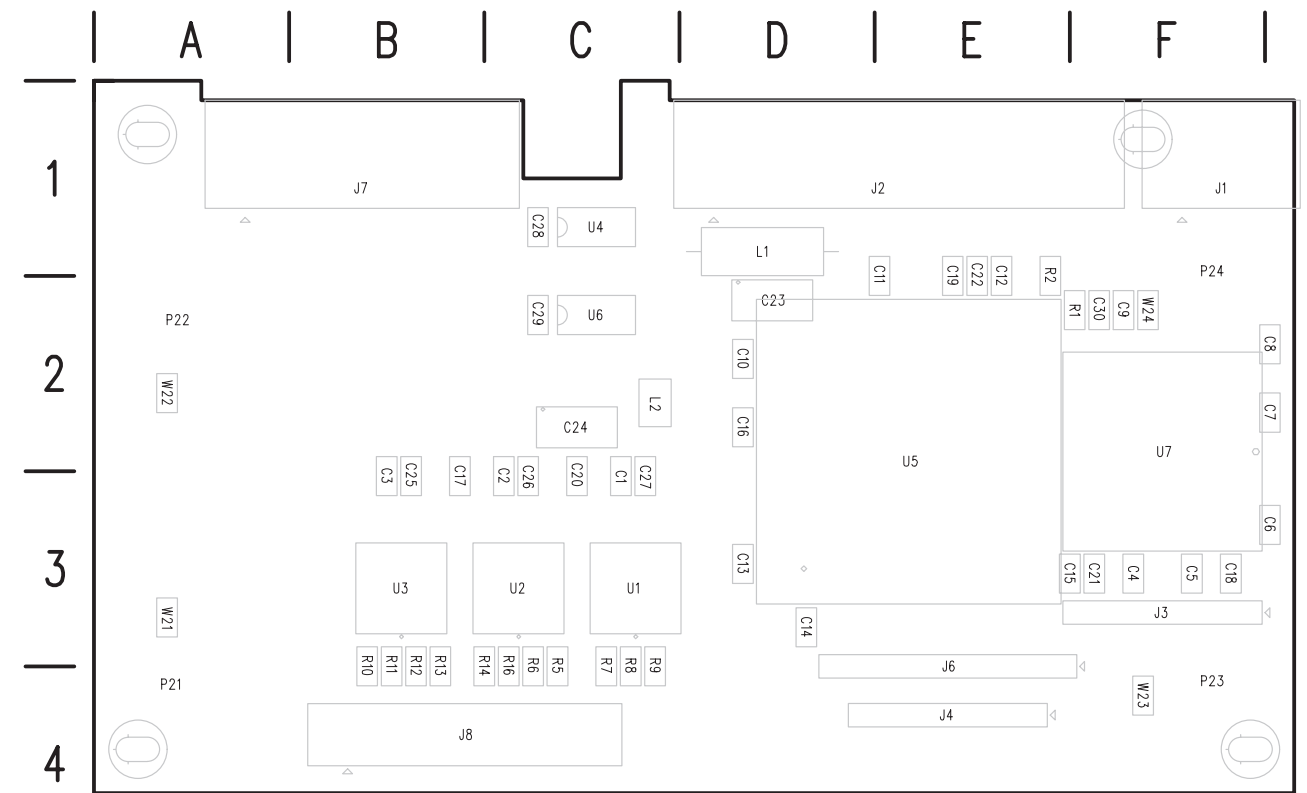 A B C D E F
1
J7 J2 J1
C28 U4
L1
C11 C19 C22 C12 R2 P24
C23
C29 U6 R1 C30 C9 W24
P22
C8
C10
2
W22 L2 C7
C24 C16
U5 U7
C3 C25 C17 C2 C26 C20 C1 C27
C6
3
C13 C15 C21 C4 C5 C18
U3 U2 U1
J3
W21 C14
R10 R11 R12 R13 R14 R16 R6 R5 R7 R8 R9 J6
P21 P23
W23
J4
J8
4